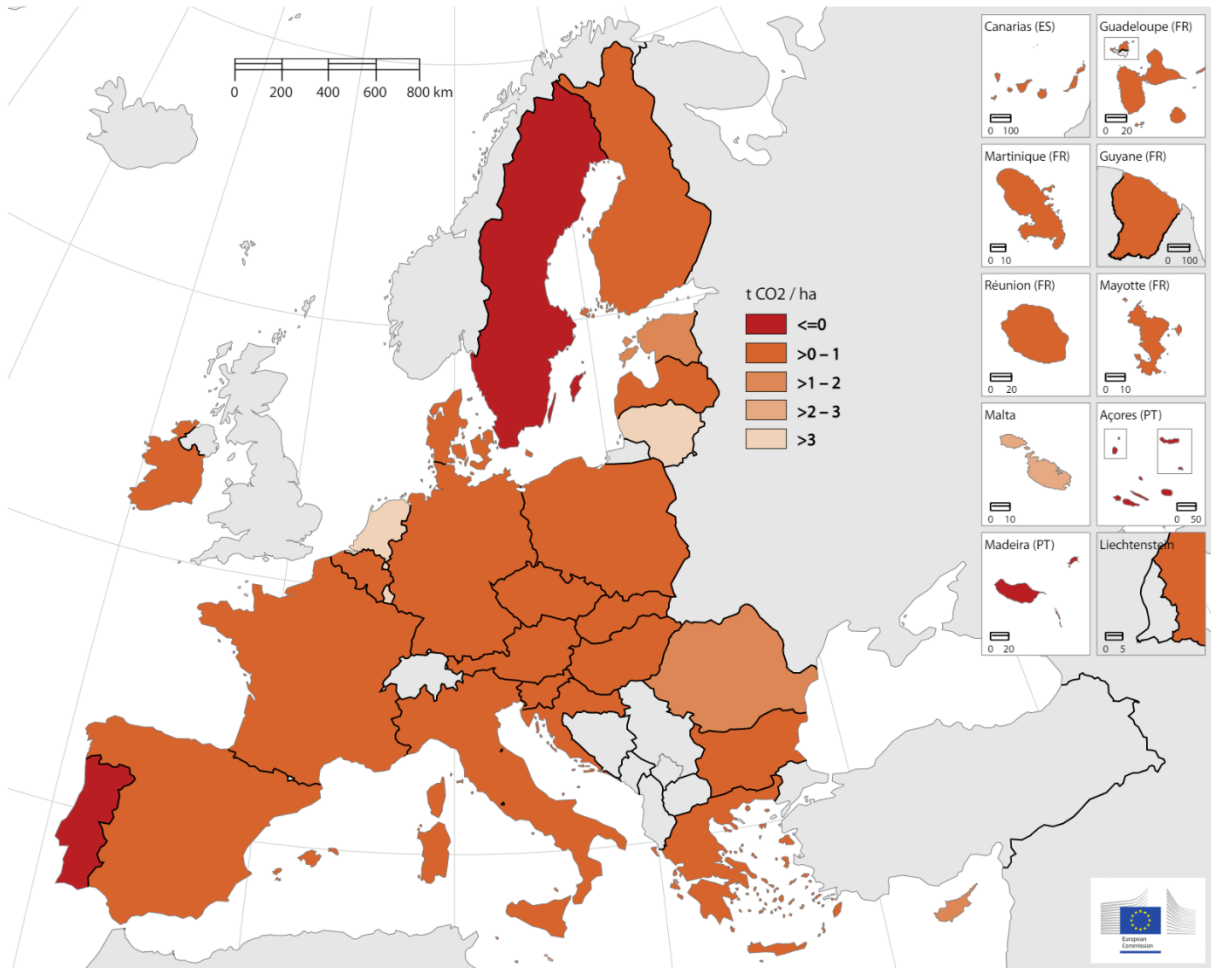 0 200 400 600 800 km
t CO2 / ha
<=0
>0 – 1
>1 – 2
>2 – 3
>3
Canarias (ES)
0 100
Guadeloupe (FR)
0 20
Martinique (FR)
0 10
Guyane (FR)
0 100
Réunion (FR)
0 20
Mayotte (FR)
0 10
Malta
0 10
Açores (PT)
0 50
Madeira (PT)
0 20
Liechtenstein
0 5
European
Commission